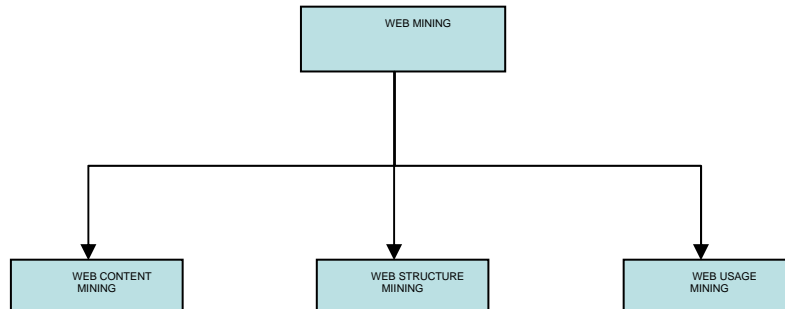 WEB MINING
WEB CONTENT
MINING
WEB STRUCTURE
MIINING
WEB USAGE
MINING